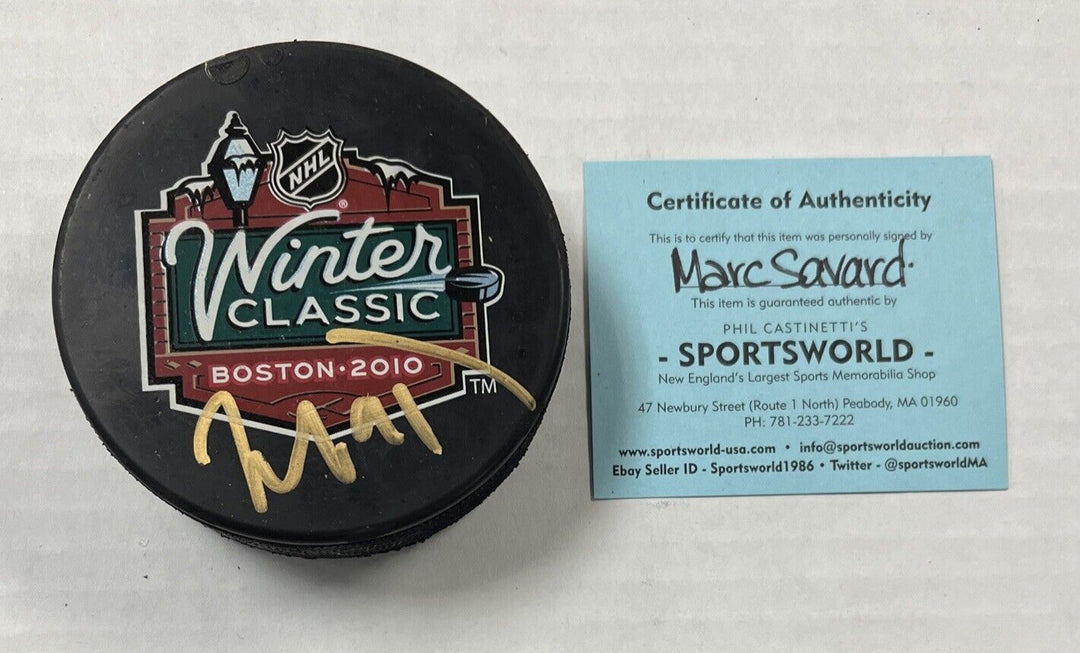 NHL
®
Winter
CLASSIC
BOSTON · 2010
TM
Certificate of Authenticity
This is to certify that this item was personally signed by
Marc Savard.
This item is guaranteed authentic by
PHIL CASTINETTI'S
- SPORTSWORLD -
New England's Largest Sports Memorabilia Shop
47 Newbury Street (Route 1 North) Peabody, MA 01960
PH: 781-233-7222
www.sportsworld-usa.com • info@sportsworldauction.com
Ebay Seller ID - Sportsworld1986 • Twitter - @sportsworldMA